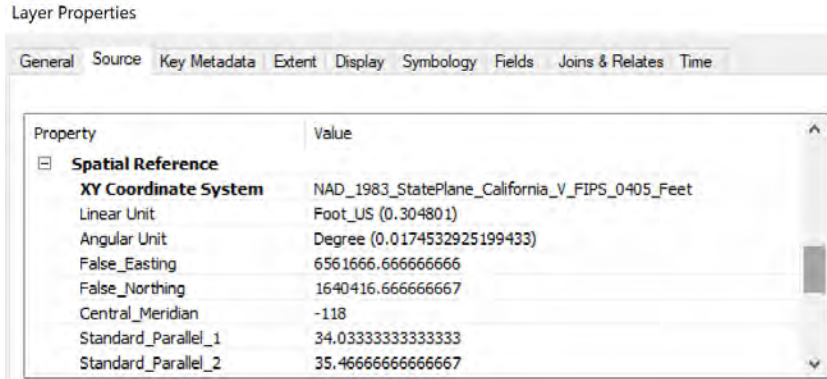 Layer Properties
General Source Key Metadata Extent Display Symbology Fields Joins & Relates Time
Property Value
Spatial Reference
XY Coordinate System NAD_1983_StatePlane_California_V_FIPS_0405_Feet
Linear Unit Foot_US (0.304801)
Angular Unit Degree (0.0174532925199433)
False_Easting 6561666.666666666
False_Northing 1640416.666666667
Central_Meridian -118
Standard_Parallel_1 34.03333333333333
Standard_Parallel_2 35.46666666666667